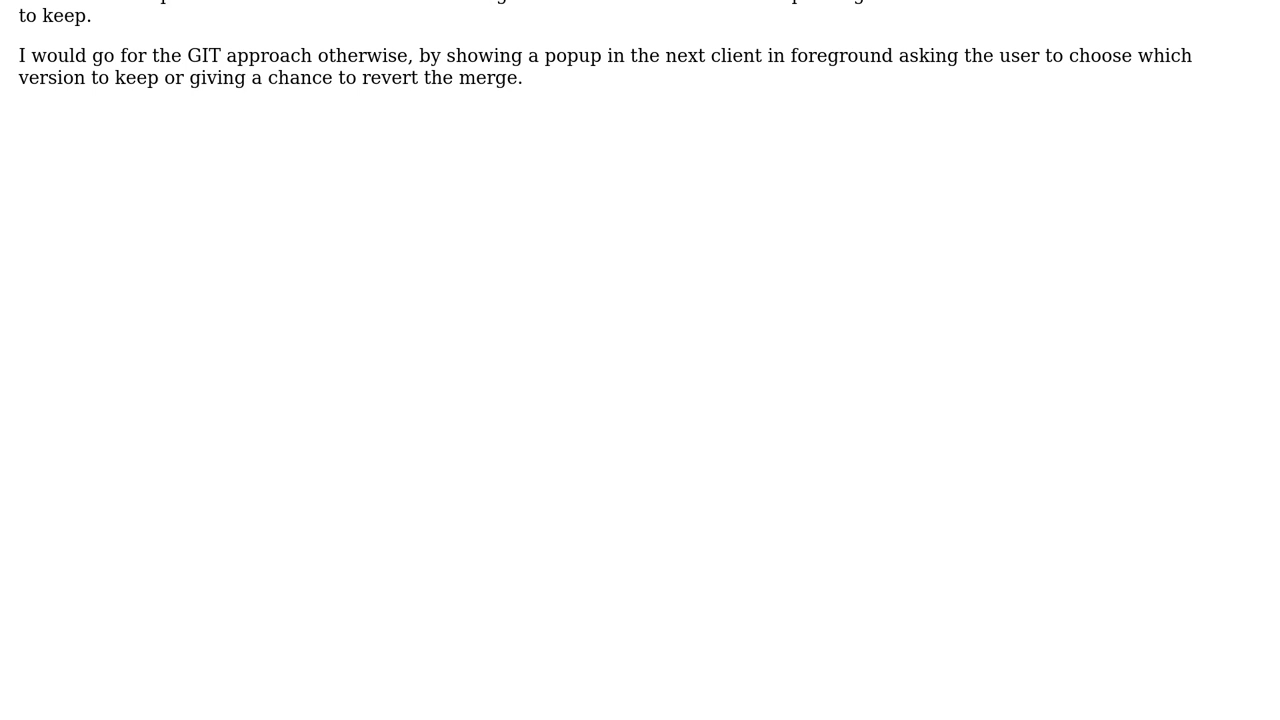 to keep.
I would go for the GIT approach otherwise, by showing a popup in the next client in foreground asking the user to choose which
version to keep or giving a chance to revert the merge.